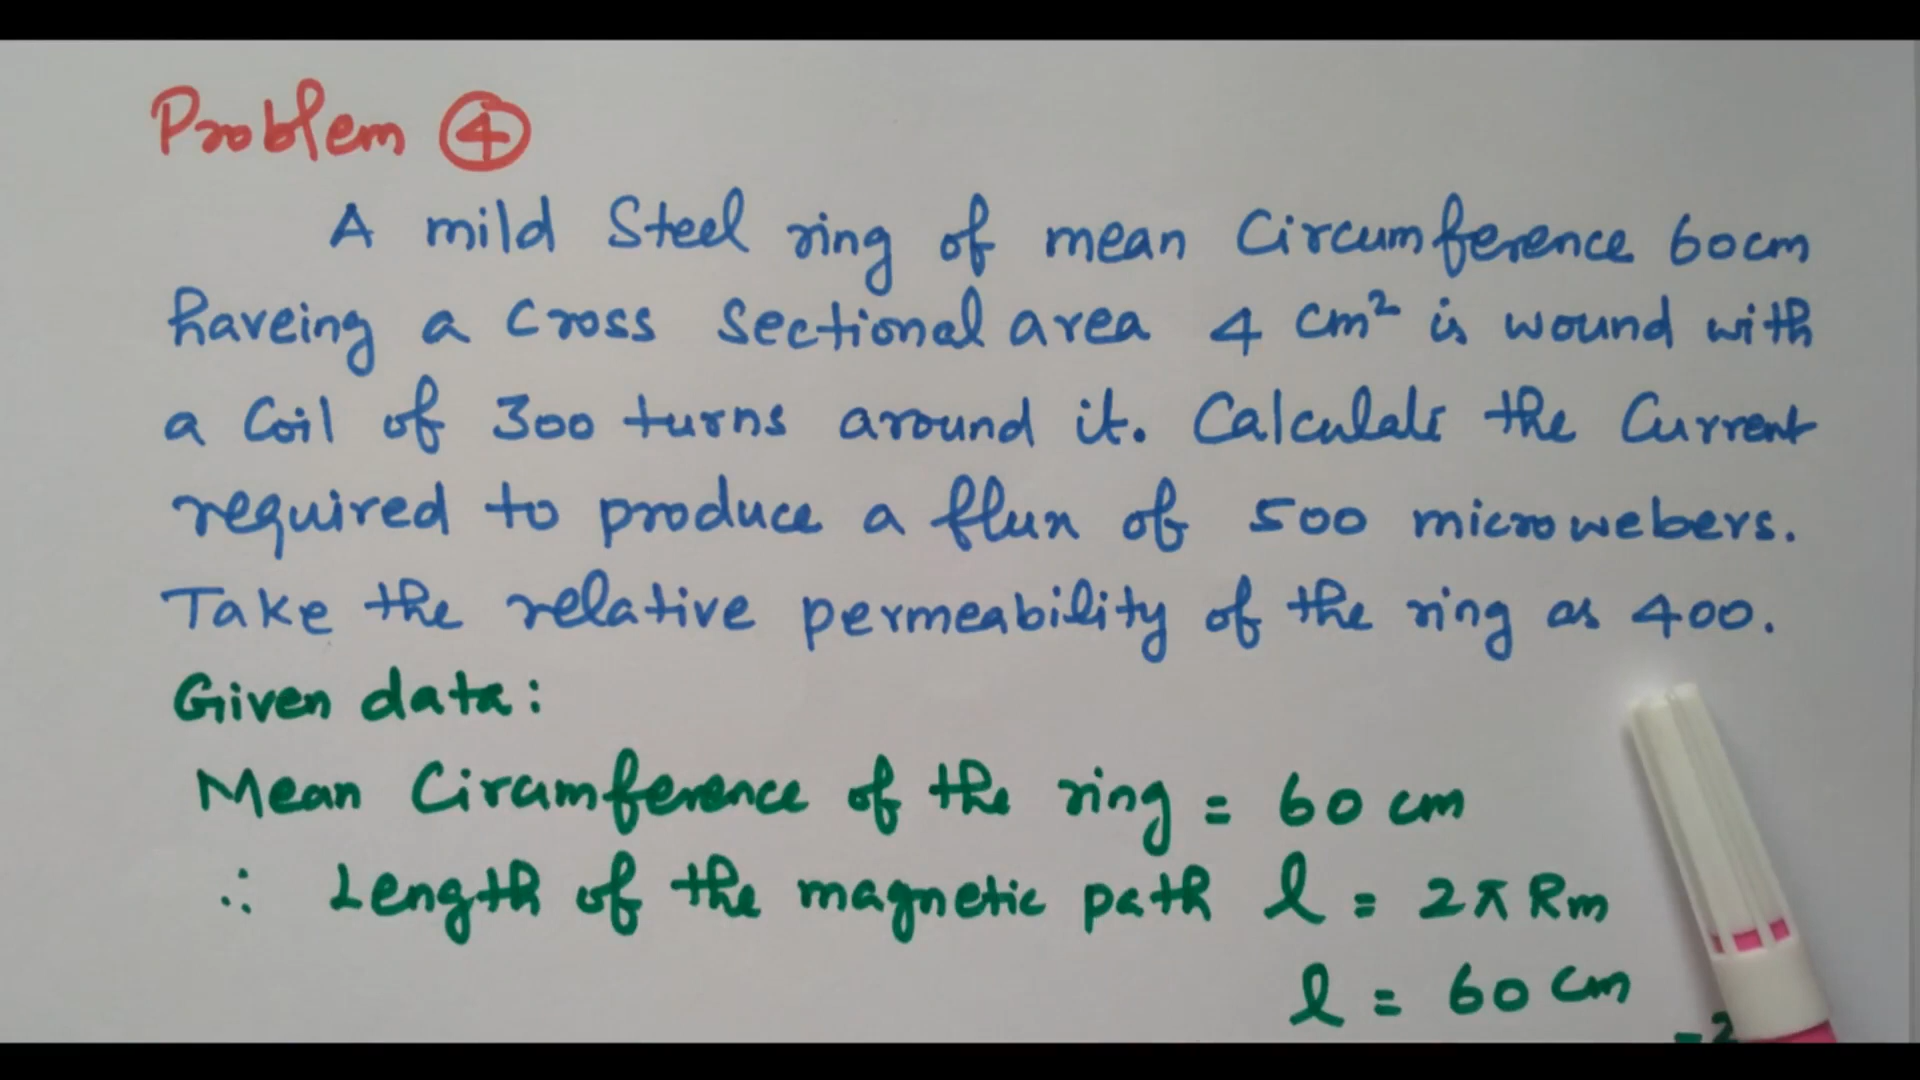 Problem ④
A mild Steel ring of mean Circumference 60cm
haveing a cross sectional area 4 cm² is wound with
a coil of 300 turns around it. Calculate the Current
required to produce a flux of 500 microwebers.
Take the relative permeability of the ring as 400.
Given data:
Mean Circumference of the ring = 60 cm
∴ Length of the magnetic path l = 2π Rm
l = 60 cm